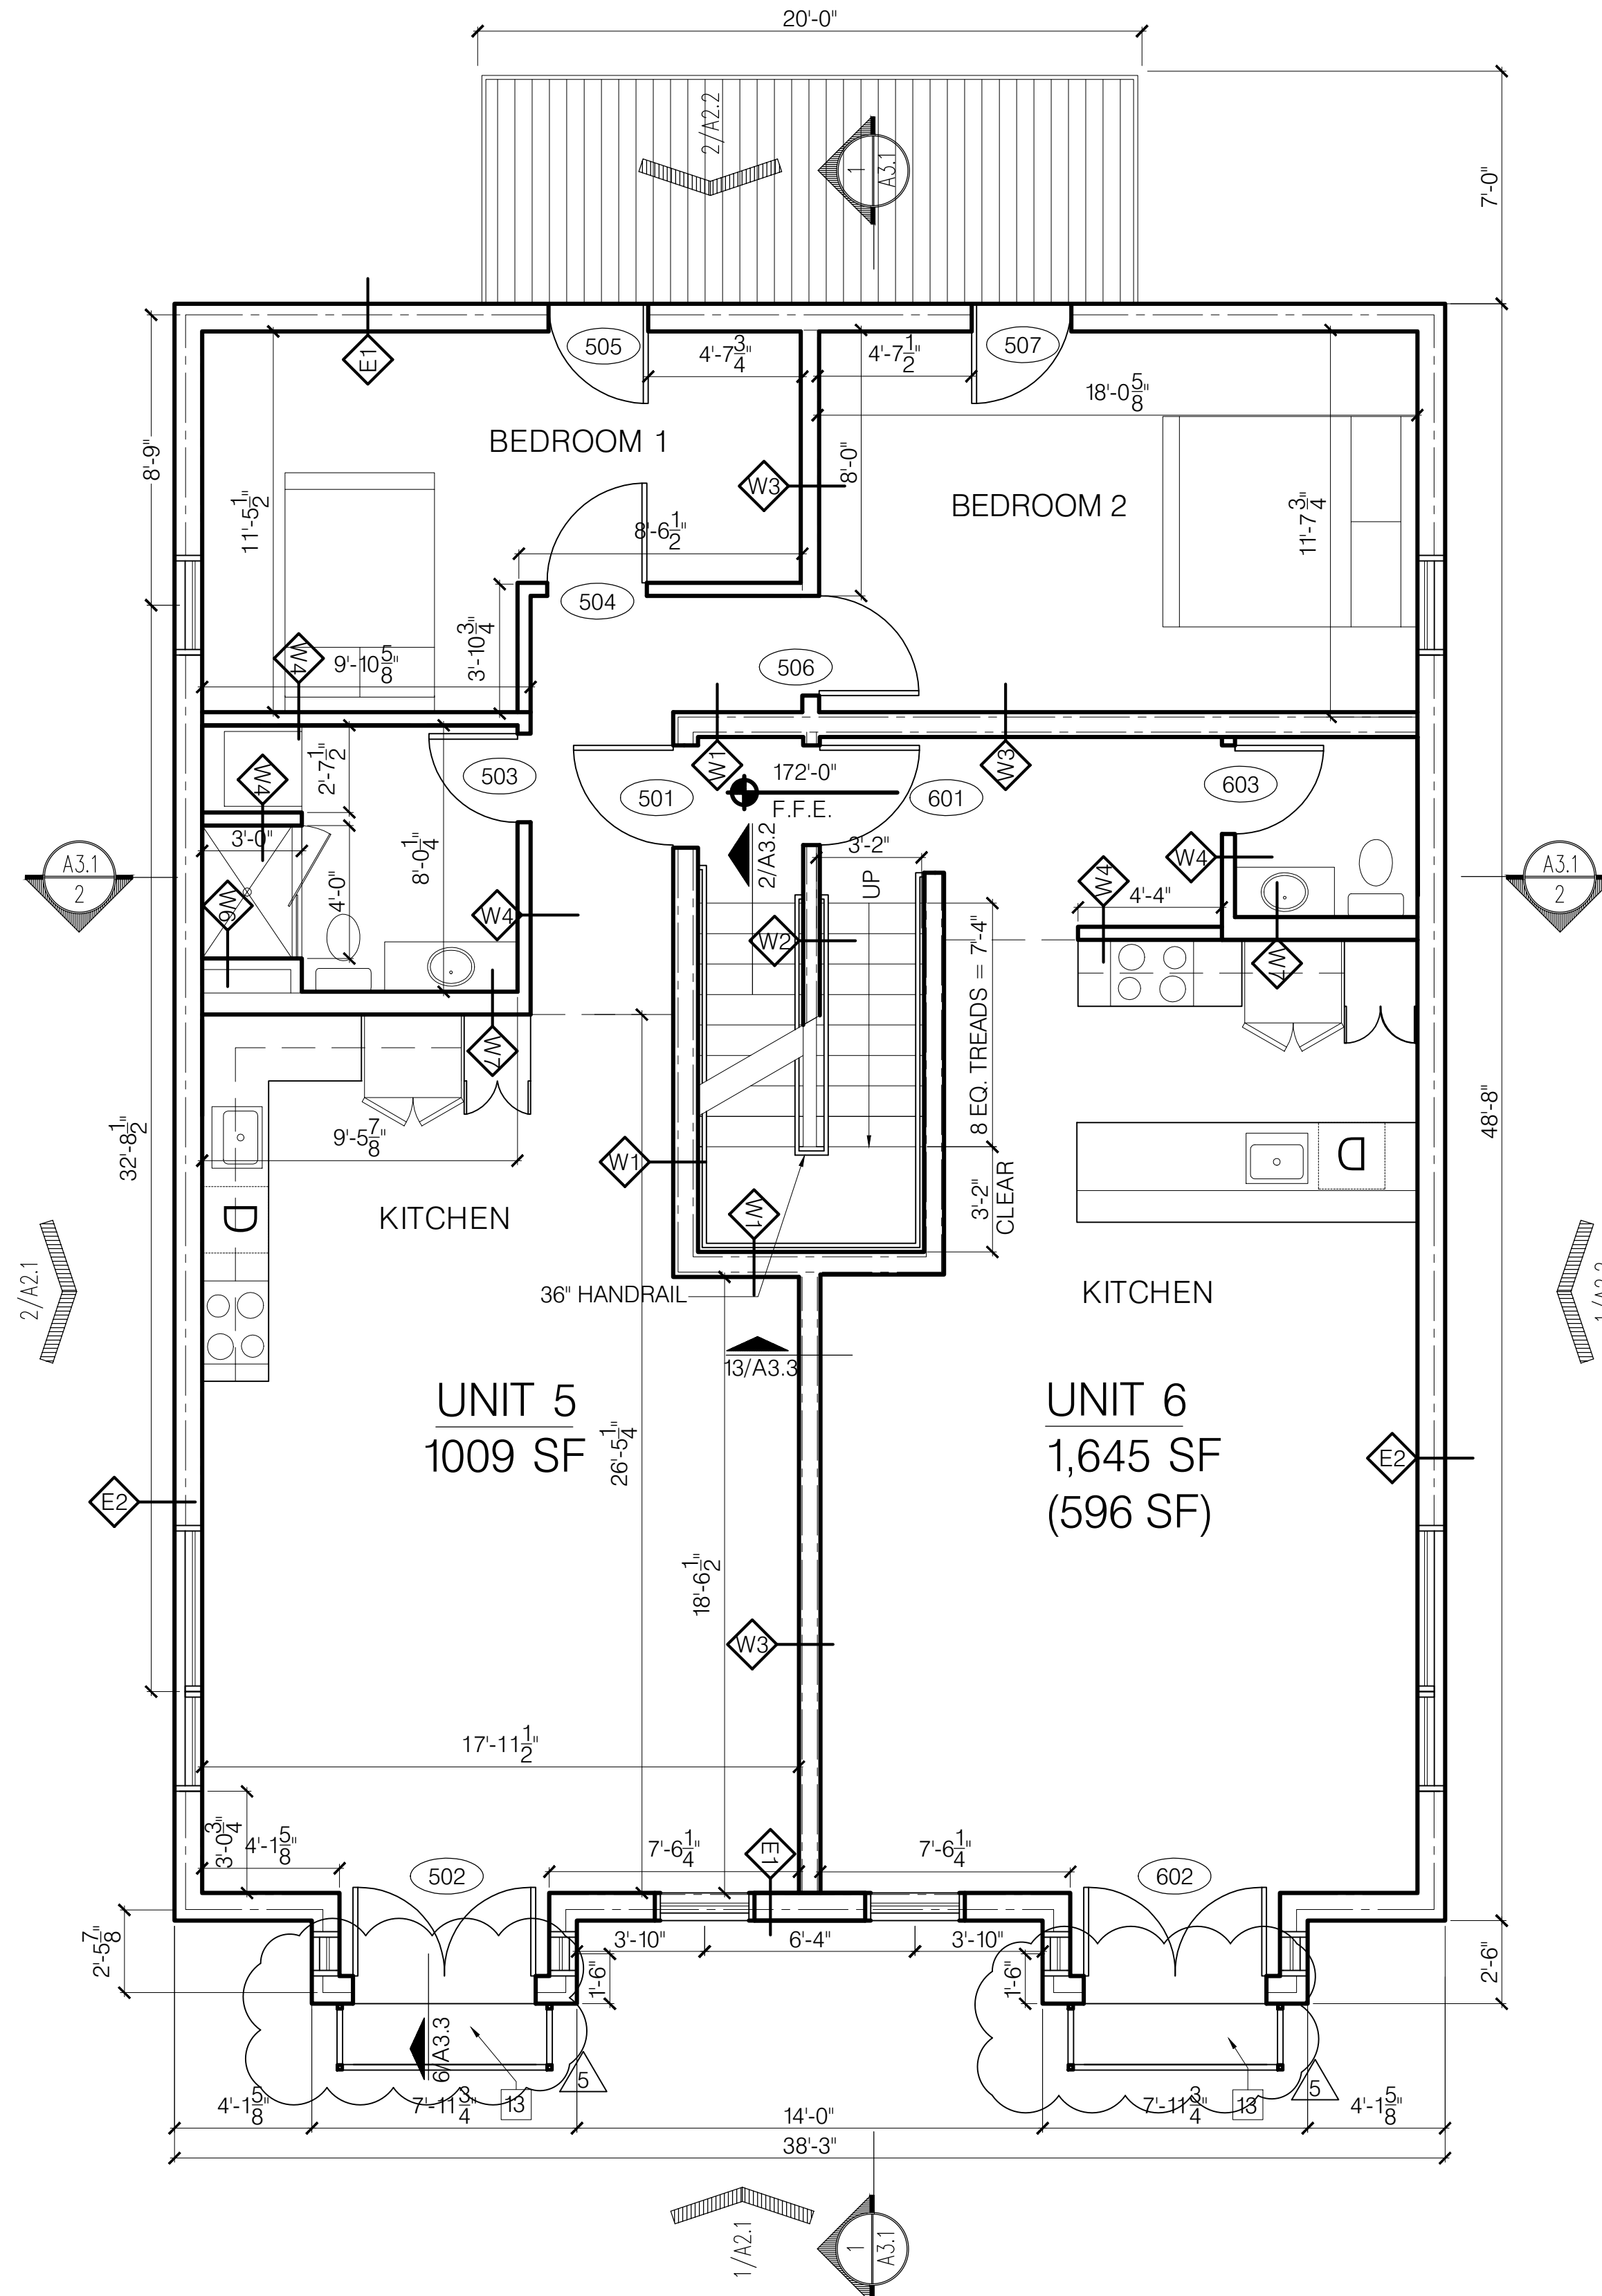 20'-0"
2/A2.2
1
A3.1
7'-0"
E1
505
4'-7 3/4"
4'-7 1/2"
507
18'-0 5/8"
8'-9"
BEDROOM 1
8'-0"
W3
BEDROOM 2
11'-5 1/2"
11'-7 3/4"
8'-6 1/2"
504
3'-10 3/4"
W4
9'-10 5/8"
506
2'-7 1/2"
W4
503
501
W1
172'-0"
F.F.E.
601
W3
603
3'-0"
8'-0 1/4"
2/A3.2
3'-2"
UP
W4
W4
4'-4"
A3.1
2
A3.1
2
W6
4'-0"
W4
W2
W7
8 EQ. TREADS = 7'-4"
W7
9'-5 7/8"
32'-8 1/2"
48'-8"
W1
D
D
3'-2"
CLEAR
KITCHEN
W1
2/A2.1
36" HANDRAIL
KITCHEN
13/A3.3
UNIT 5
1009 SF
26'-5 1/4"
UNIT 6
1,645 SF
(596 SF)
E2
E2
18'-6 1/2"
W3
17'-11 1/2"
3'-0 3/4"
4'-1 5/8"
502
7'-6 1/4"
E1
7'-6 1/4"
602
2'-5 7/8"
3'-10"
6'-4"
3'-10"
1'-6"
1'-6"
2'-6"
6/A3.3
5
5
4'-1 5/8"
7'-11 3/4"
13
14'-0"
7'-11 3/4"
13
4'-1 5/8"
38'-3"
1/A2.1
1
A3.1